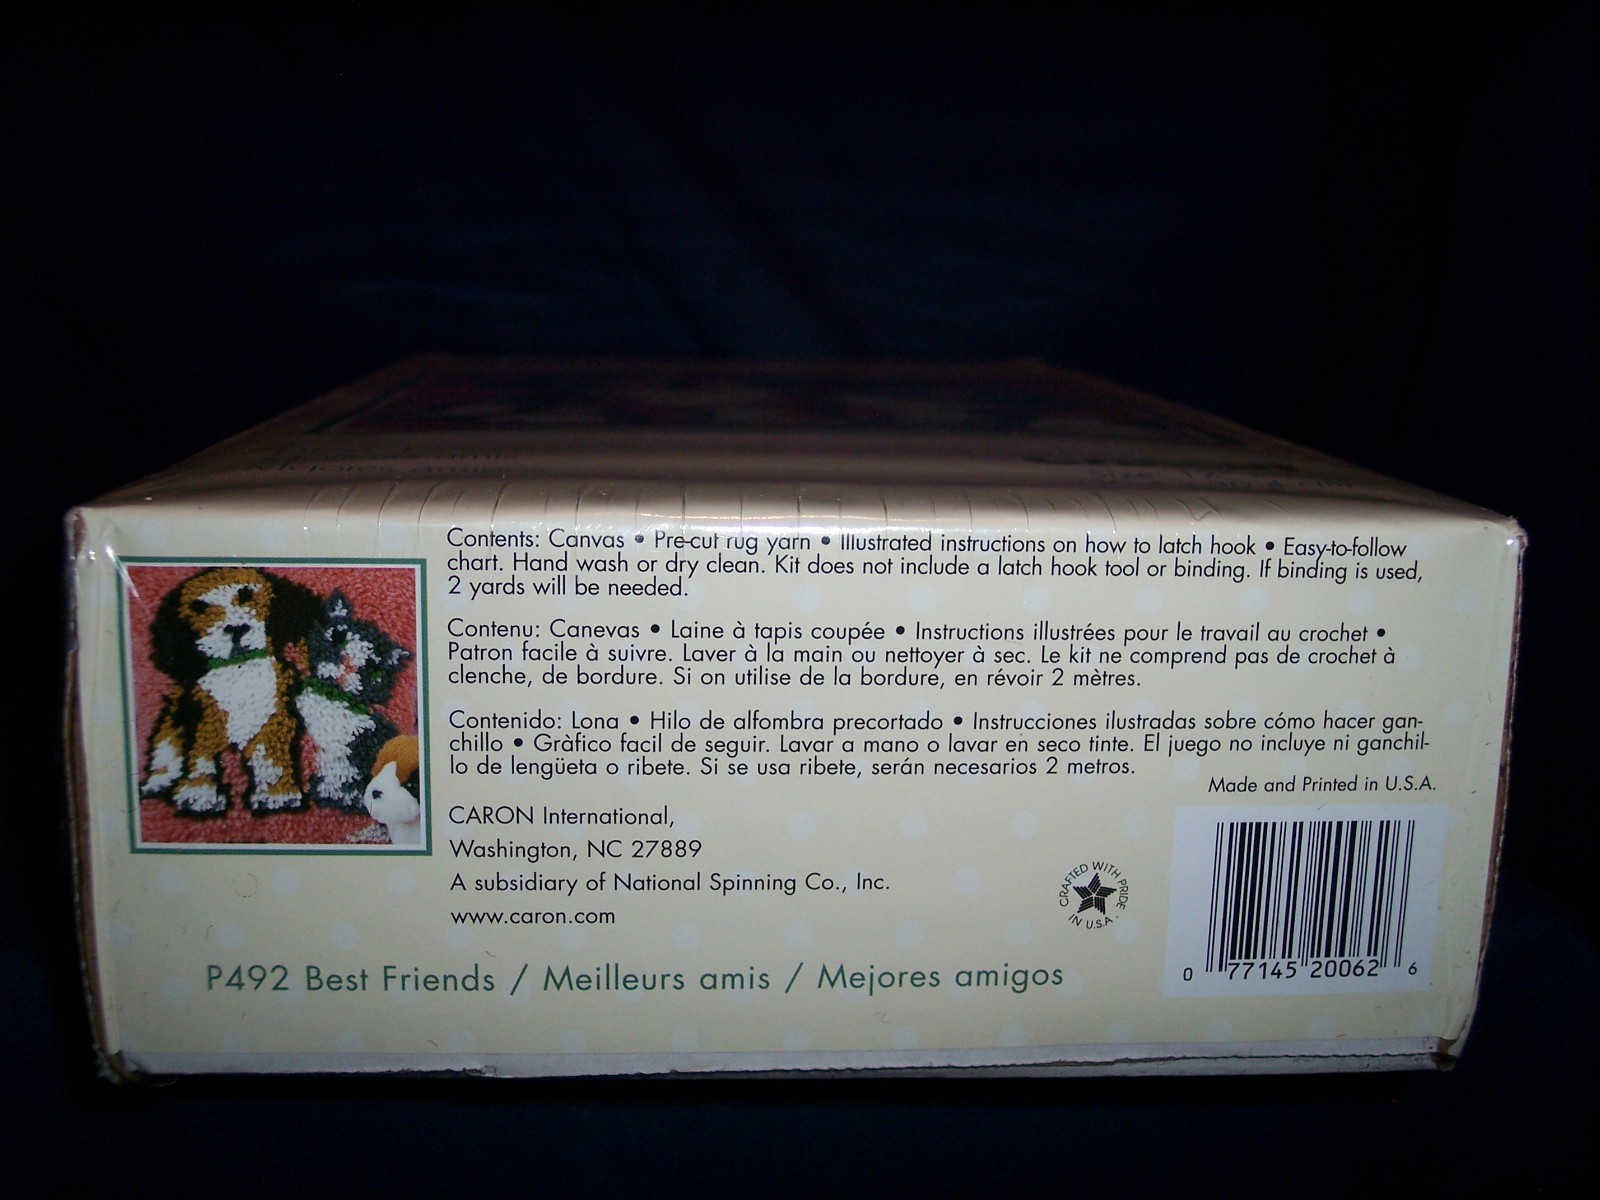 Contents: Canvas • Pre-cut rug yarn • Illustrated instructions on how to latch hook • Easy-to-follow
chart. Hand wash or dry clean. Kit does not include a latch hook tool or binding. If binding is used,
2 yards will be needed.
Contenu: Canevas • Laine à tapis coupée • Instructions illustrées pour le travail au crochet •
Patron facile à suivre. Laver à la main ou nettoyer à sec. Le kit ne comprend pas de crochet à
clenche, de bordure. Si on utilise de la bordure, en révoir 2 mètres.
Contenido: Lona • Hilo de alfombra precortado • Instrucciones ilustradas sobre cómo hacer gan-
chillo • Gràfico facil de seguir. Lavar a mano o lavar en seco tinte. El juego no incluye ni ganchil-
lo de lengüeta o ribete. Si se usa ribete, serán necesarios 2 metros.
Made and Printed in U.S.A.
CARON International,
Washington, NC 27889
A subsidiary of National Spinning Co., Inc.
www.caron.com
CRAFTED WITH PRIDE
IN U.S.A.
0 77145 20062 6
P492 Best Friends / Meilleurs amis / Mejores amigos